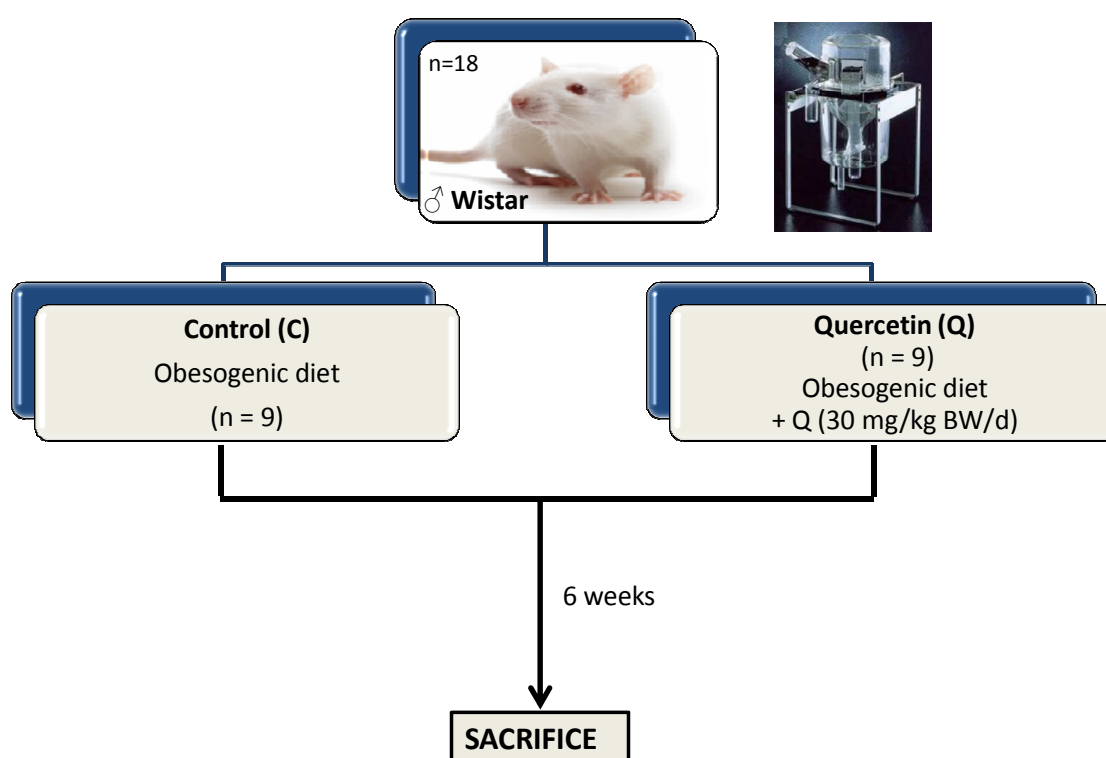 n=18
♂ Wistar
Control (C)
Obesogenic diet
(n = 9)
Quercetin (Q)
(n = 9)
Obesogenic diet
+ Q (30 mg/kg BW/d)
6 weeks
SACRIFICE